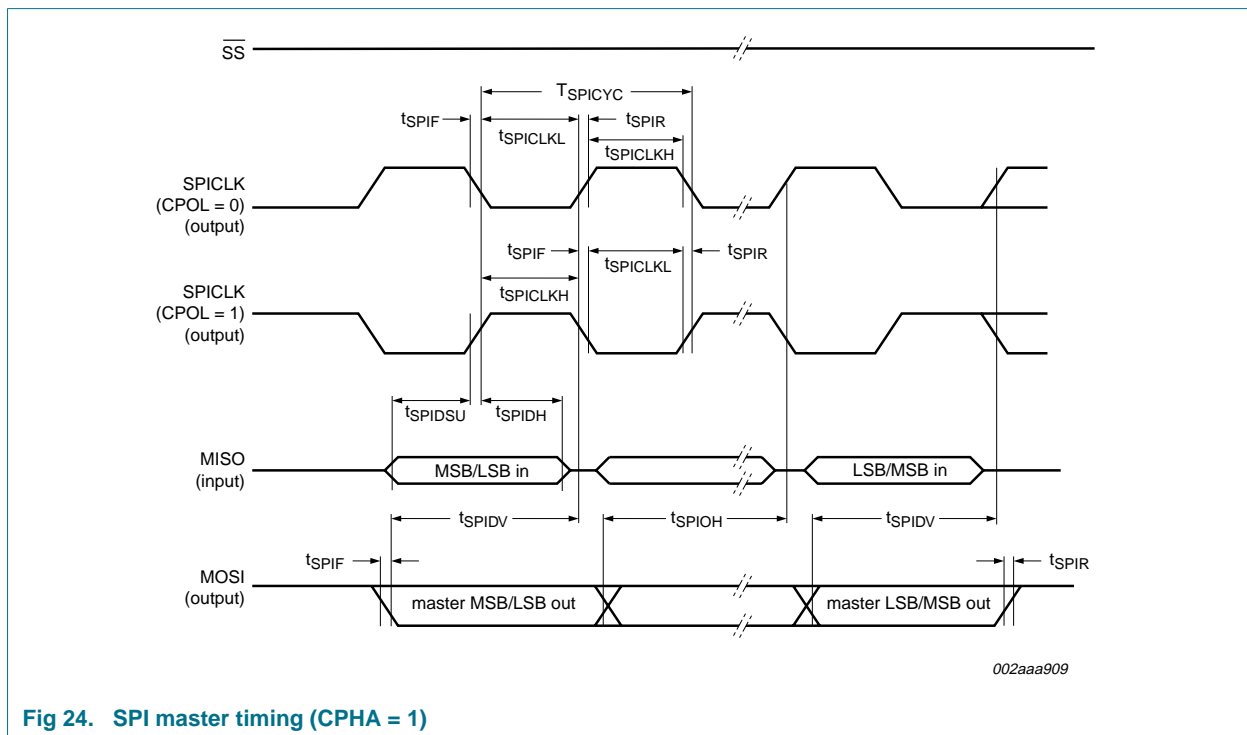 SS
TSPICYC
tSPIF
tSPIR
tSPICLKL
tSPICLKH
SPICLK
(CPOL = 0)
(output)
tSPIF
tSPICLKL
tSPIR
tSPICLKH
SPICLK
(CPOL = 1)
(output)
tSPIDSU
tSPIDH
MISO
(input)
MSB/LSB in
LSB/MSB in
tSPIDV
tSPIOH
tSPIDV
tSPIF
tSPIR
MOSI
(output)
master MSB/LSB out
master LSB/MSB out
002aaa909
Fig 24. SPI master timing (CPHA = 1)